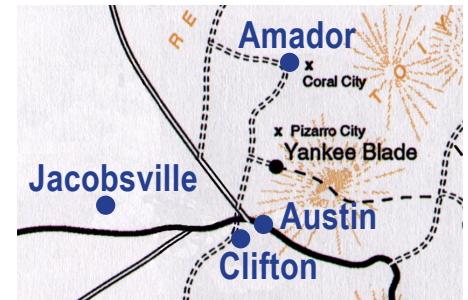 R E
Amador
x
Coral City
T O I Y
x Pizarro City
Yankee Blade
Jacobsville
Austin
Clifton